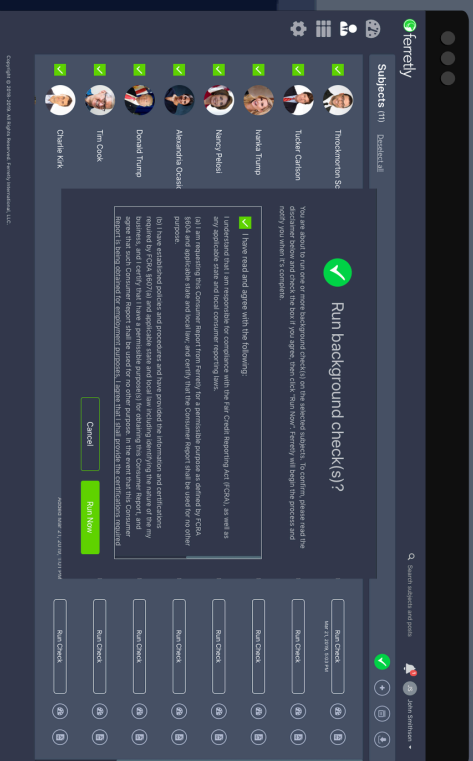 ferretly
Search subjects and posts
John Smithson
Subjects (11)
Deselect all
Throckmorton Sc
Tucker Carlson
Ivanka Trump
Nancy Pelosi
Alexandria Ocasio
Donald Trump
Tim Cook
Charlie Kirk
Run background check(s)?
You are about to run one or more background check(s) on the selected subjects. To confirm, please read the
disclaimer below and check the box if you agree, then click "Run Now". Ferretly will begin the process and
notify you when it's complete.
I have read and agree with the following:
I understand that I am responsible for compliance with the Fair Credit Reporting Act (FCRA), as well as
any applicable state and local consumer reporting laws.
(a) I am requesting this Consumer Report from Ferretly for a permissible purpose as defined by FCRA
§604 and applicable state and local law, and certify that the Consumer Report shall be used for no other
purpose.
(b) I have established policies and procedures and have provided the information and certifications
required by FCRA §607(a) and applicable state and local law including identifying the nature of the my
business, and I certify that I have a permissible purpose(s) for obtaining this Consumer Report, and
agree that such Consumer Report shall be used for no other purpose. In the event that this Consumer
Report is being obtained for employment purposes, I agree that I shall provide the certifications required
Cancel
Run Now
Run Check
Mar 21, 2019, 5:03 PM
Run Check
Run Check
Run Check
Run Check
Run Check
Run Check
Run Check
Copyright © 2016-2019. All Rights Reserved. Ferretly International, LLC.